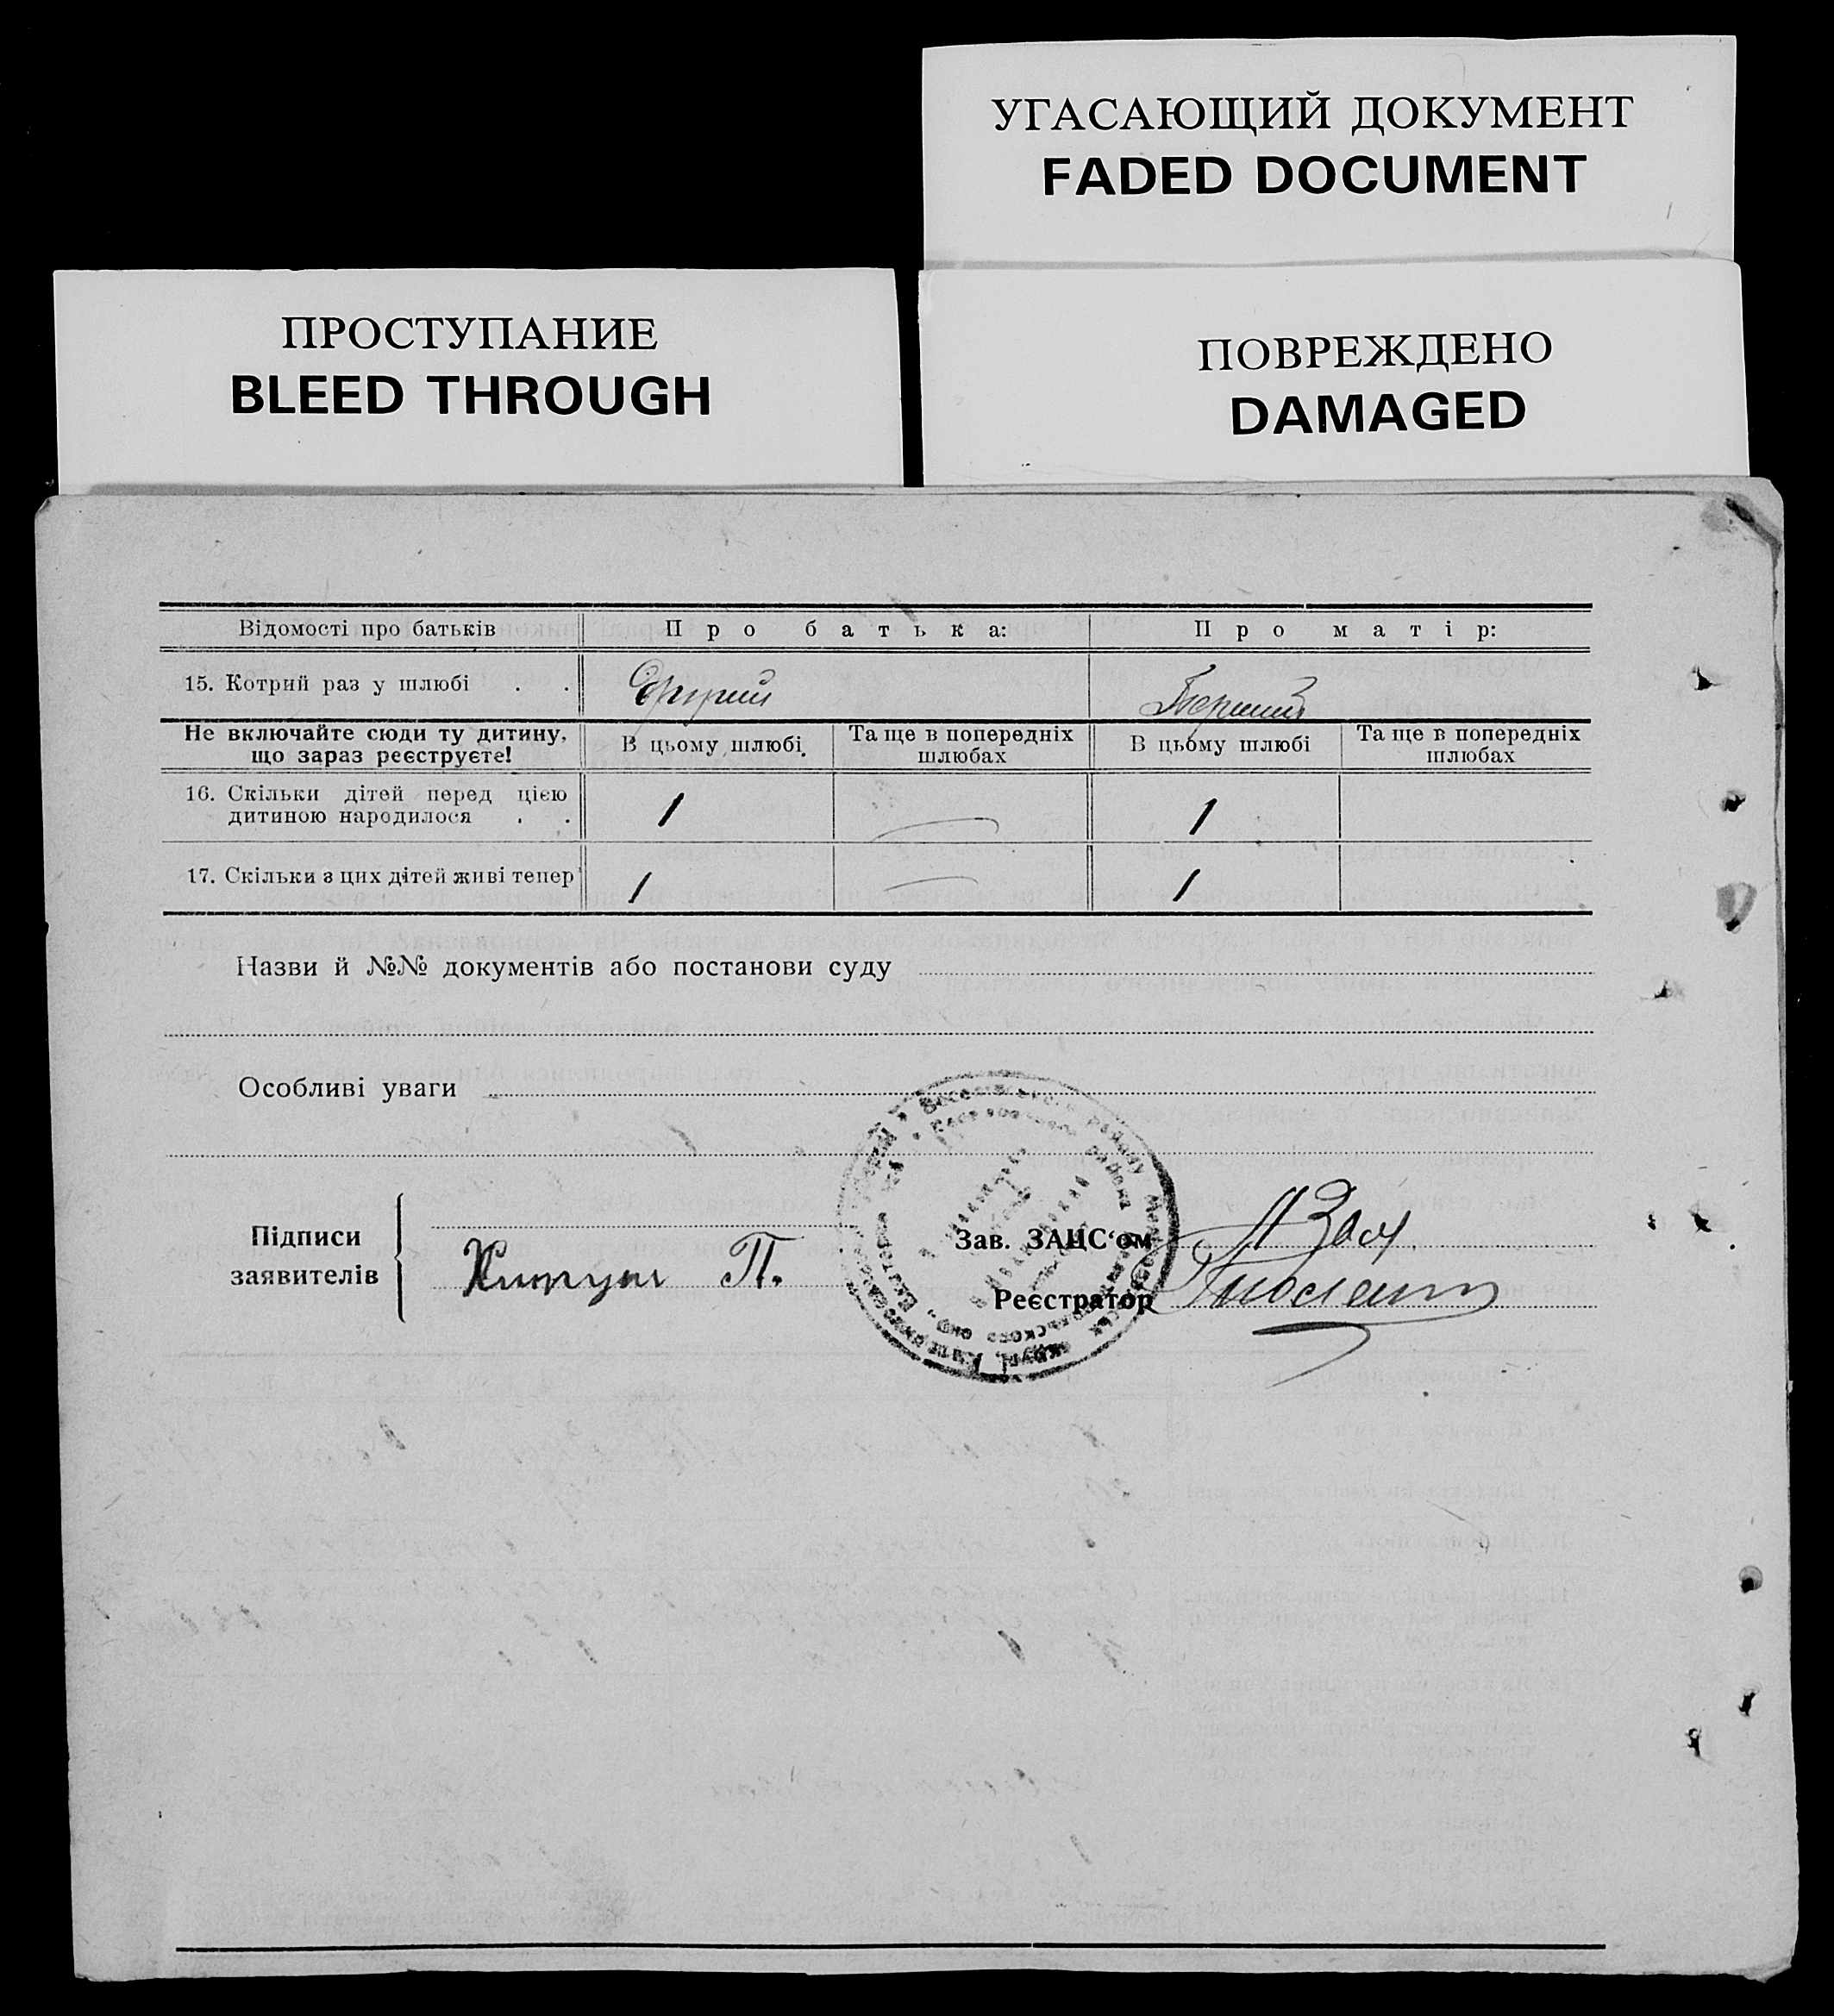 УГАСАЮЩИЙ ДОКУМЕНТ
FADED DOCUMENT
ПРОСТУПАНИЕ
BLEED THROUGH
ПОВРЕЖДЕНО
DAMAGED
Відомості про батьків Про батька: Про матір:
15. Котрий раз у шлюбі . . Другий Перший
Не включайте сюди ту дитину, що зараз реєструєте! В цьому шлюбі Та ще в попередніх шлюбах В цьому шлюбі Та ще в попередніх шлюбах
16. Скільки дітей перед цією
дитиною народилося . . 1 — 1
17. Скільки з цих дітей живі тепер 1 — 1
Назви й №№ документів або постанови суду
Особливі уваги
Підписи
заявителів
П.
Зав. ЗАЦС‘ом
Реєстратор